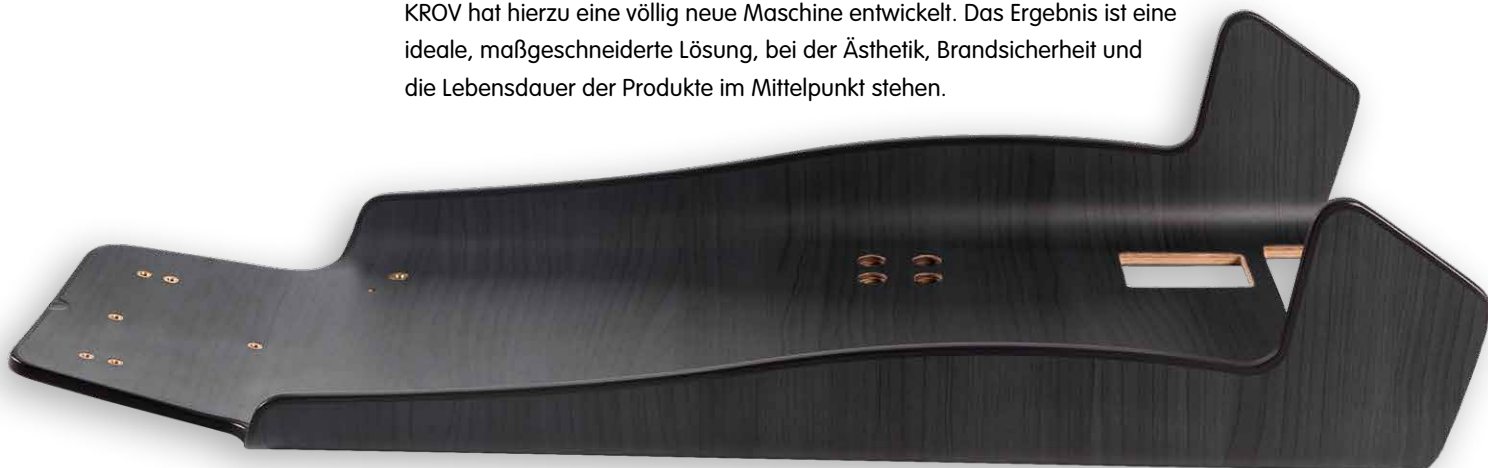 KROV hat hierzu eine völlig neue Maschine entwickelt. Das Ergebnis ist eine
ideale, maßgeschneiderte Lösung, bei der Ästhetik, Brandsicherheit und
die Lebensdauer der Produkte im Mittelpunkt stehen.